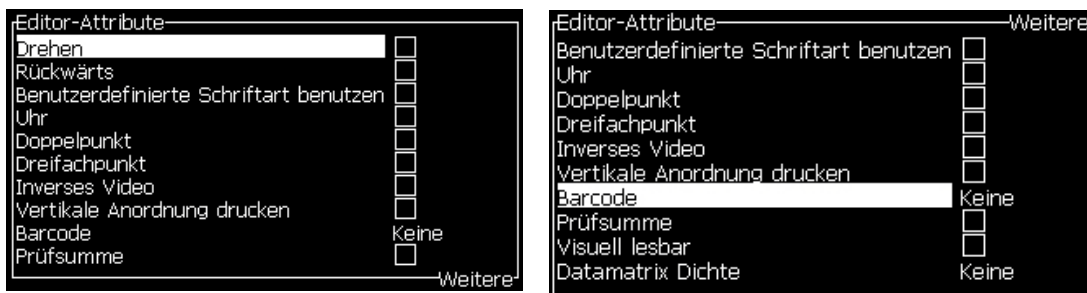 Editor-Attribute
Drehen
Rückwärts
Benutzerdefinierte Schriftart benutzen
Uhr
Doppelpunkt
Dreifachpunkt
Inverses Video
Vertikale Anordnung drucken
Barcode Keine
Prüfsumme
Weitere
Editor-Attribute Weitere
Benutzerdefinierte Schriftart benutzen
Uhr
Doppelpunkt
Dreifachpunkt
Inverses Video
Vertikale Anordnung drucken
Barcode Keine
Prüfsumme
Visuell lesbar
Datamatrix Dichte Keine